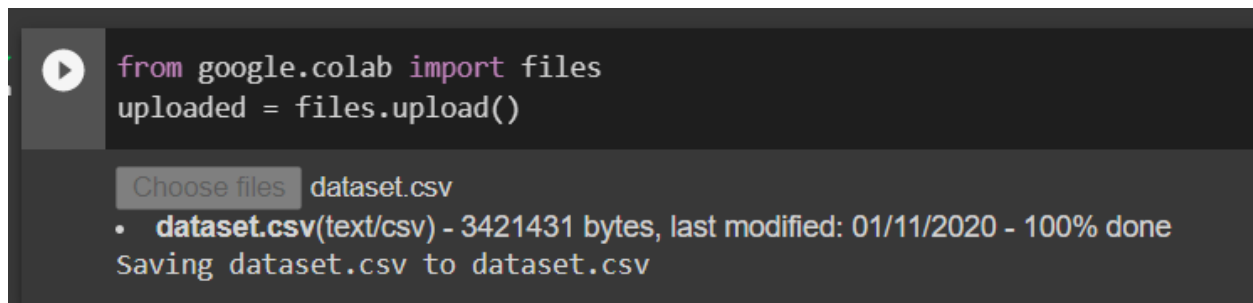 from google.colab import files
uploaded = files.upload()
Choose files dataset.csv
• dataset.csv(text/csv) - 3421431 bytes, last modified: 01/11/2020 - 100% done
Saving dataset.csv to dataset.csv